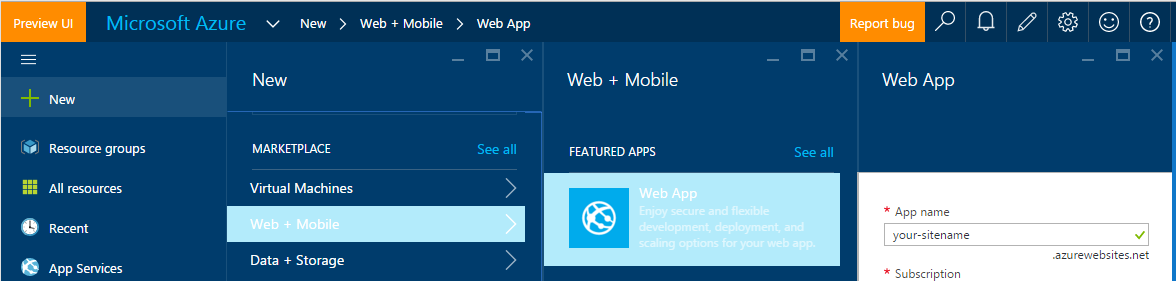 Preview UI
Microsoft Azure
New
Web + Mobile
Web App
Report bug
New
Resource groups
All resources
Recent
App Services
New
MARKETPLACE
See all
Virtual Machines
Web + Mobile
Data + Storage
Web + Mobile
FEATURED APPS
See all
Web App
Enjoy secure and flexible
development, deployment, and
scaling options for your web app.
Web App
* App name
your-sitename
.azurewebsites.net
* Subscription